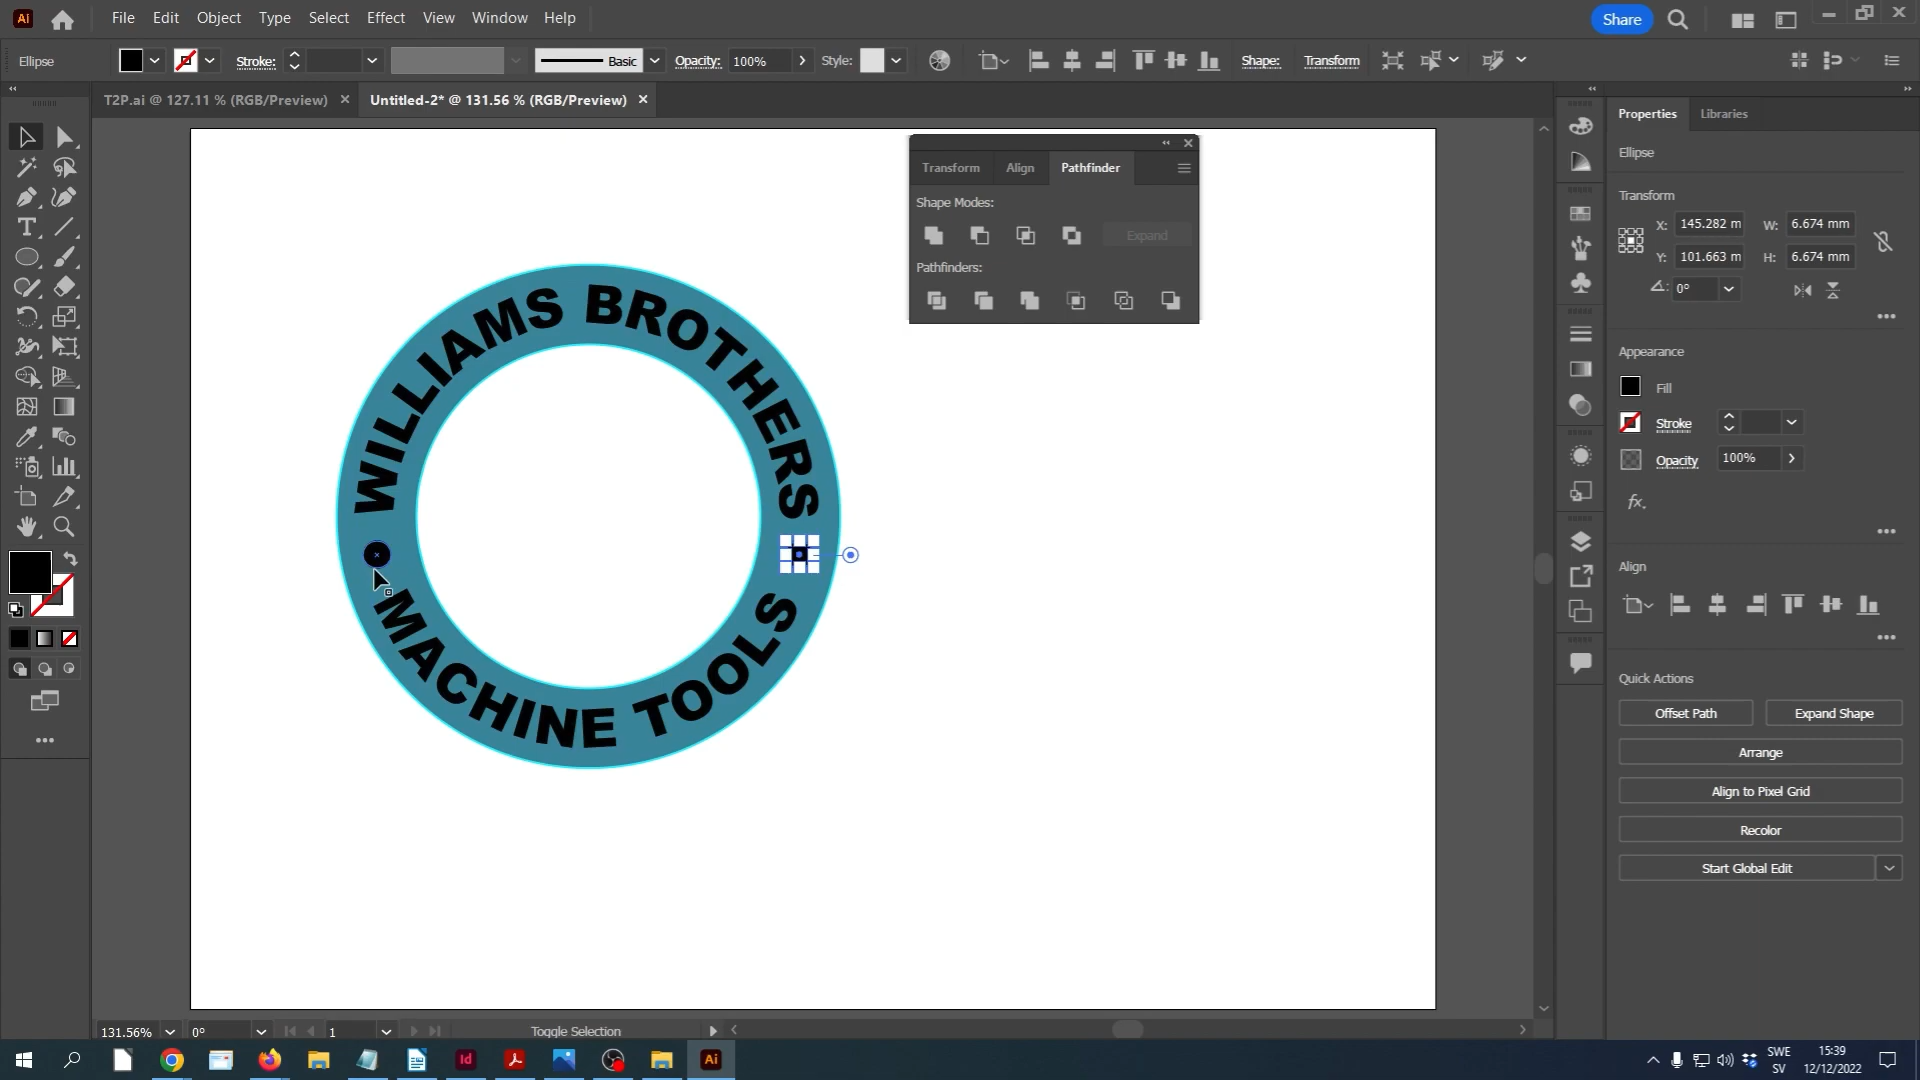 Ai File Edit Object Type Select Effect View Window Help Share
Ellipse Stroke: Basic Opacity: 100% Style: Shape: Transform
T2P.ai @ 127.11 % (RGB/Preview) Untitled-2* @ 131.56 % (RGB/Preview)
Transform Align Pathfinder
Shape Modes:
Expand
Pathfinders:
WILLIAMS BROTHERS
MACHINE TOOLS
Properties Libraries
Ellipse
Transform
X: 145.282 m W: 6.674 mm
Y: 101.663 m H: 6.674 mm
0°
Appearance
Fill
Stroke
Opacity 100%
fx.
Align
Quick Actions
Offset Path Expand Shape
Arrange
Align to Pixel Grid
Recolor
Start Global Edit
131.56% 0° 1 Toggle Selection
Id Ai
SWE
SV
15:39
12/12/2022